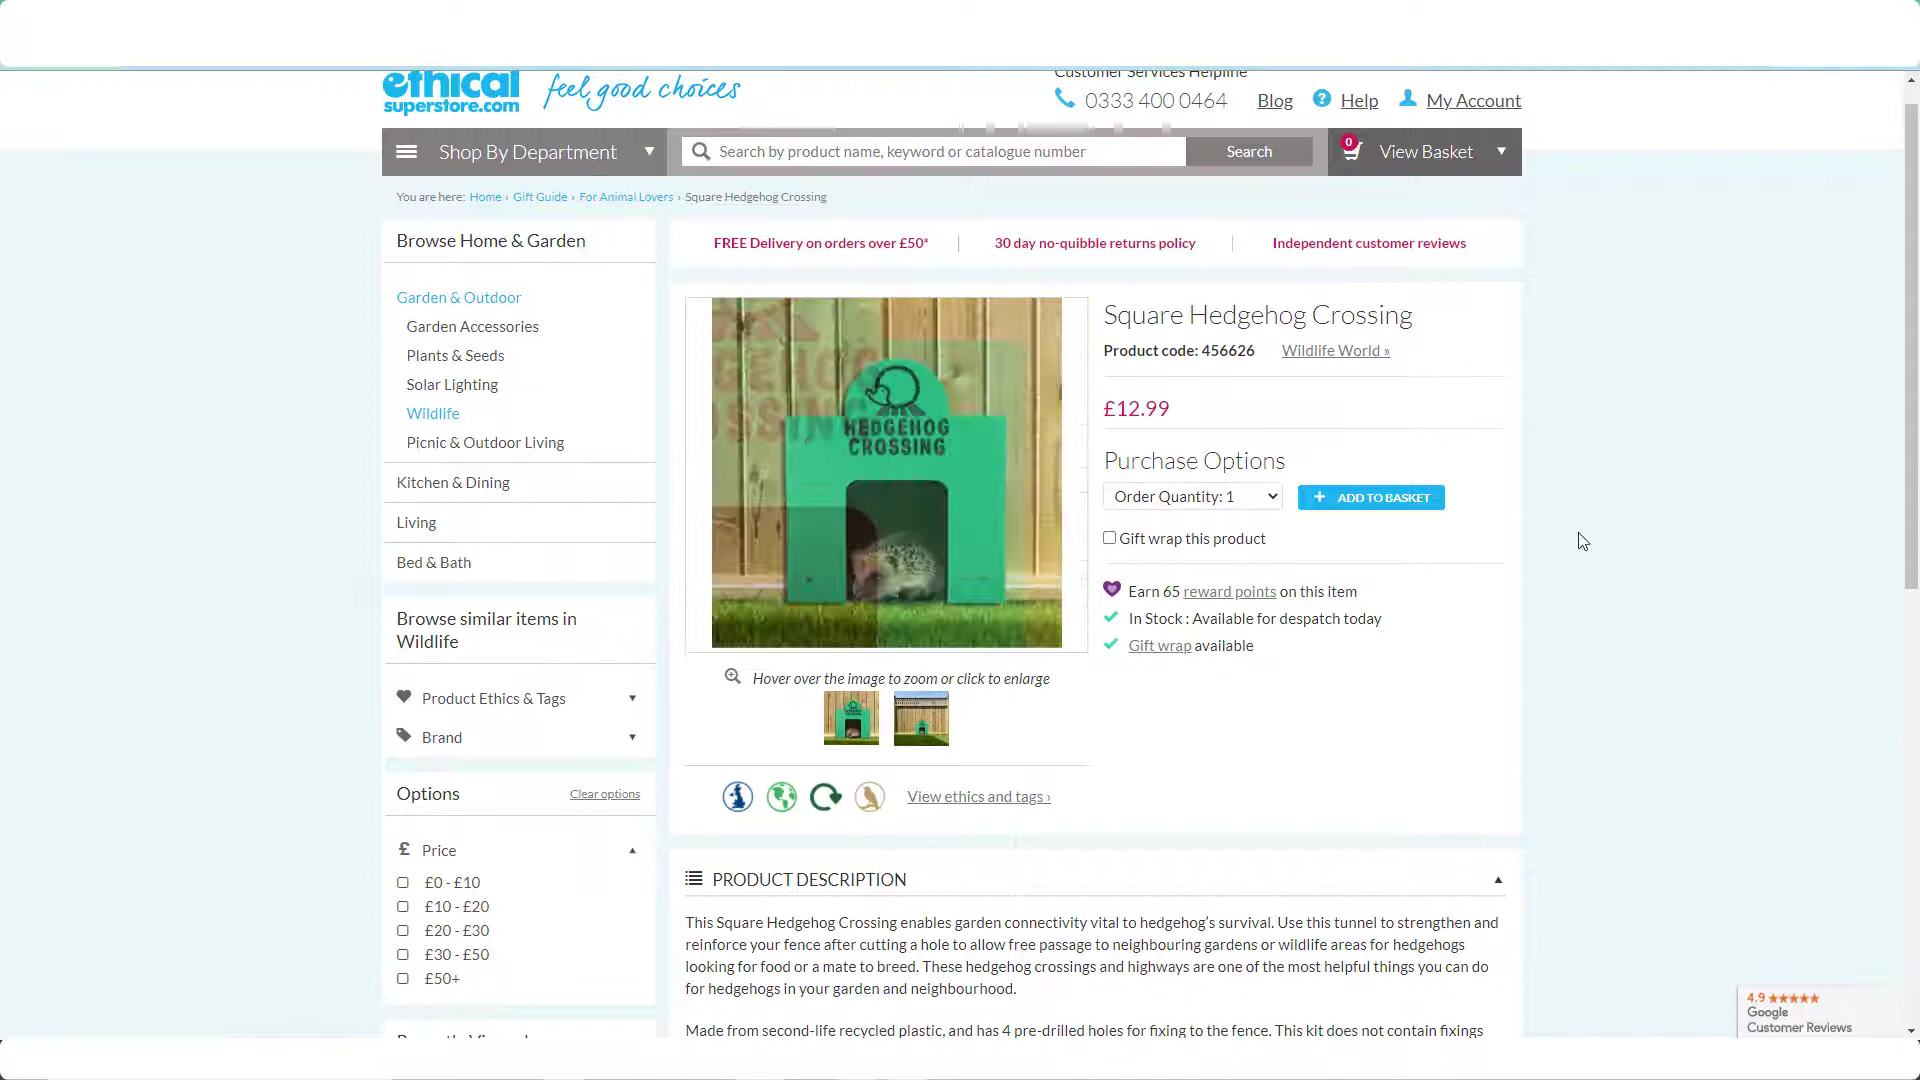 Customer Services Helpline
ethical
superstore.com
feel good choices
0333 400 0464
Blog
Help
My Account
Shop By Department
Search by product name, keyword or catalogue number
Search
0
View Basket
You are here: Home › Gift Guide › For Animal Lovers › Square Hedgehog Crossing
Browse Home & Garden
Garden & Outdoor
Garden Accessories
Plants & Seeds
Solar Lighting
Wildlife
Picnic & Outdoor Living
Kitchen & Dining
Living
Bed & Bath
Browse similar items in
Wildlife
Product Ethics & Tags
Brand
Options
Clear options
£ Price
£0 - £10
£10 - £20
£20 - £30
£30 - £50
£50+
FREE Delivery on orders over £50*
30 day no-quibble returns policy
Independent customer reviews
HEDGEHOG
CROSSING
Hover over the image to zoom or click to enlarge
View ethics and tags ›
Square Hedgehog Crossing
Product code: 456626
Wildlife World »
£12.99
Purchase Options
Order Quantity: 1
+ ADD TO BASKET
Gift wrap this product
Earn 65 reward points on this item
In Stock : Available for despatch today
Gift wrap available
PRODUCT DESCRIPTION
This Square Hedgehog Crossing enables garden connectivity vital to hedgehog's survival. Use this tunnel to strengthen and
reinforce your fence after cutting a hole to allow free passage to neighbouring gardens or wildlife areas for hedgehogs
looking for food or a mate to breed. These hedgehog crossings and highways are one of the most helpful things you can do
for hedgehogs in your garden and neighbourhood.
Made from second-life recycled plastic, and has 4 pre-drilled holes for fixing to the fence. This kit does not contain fixings
4.9
Google
Customer Reviews